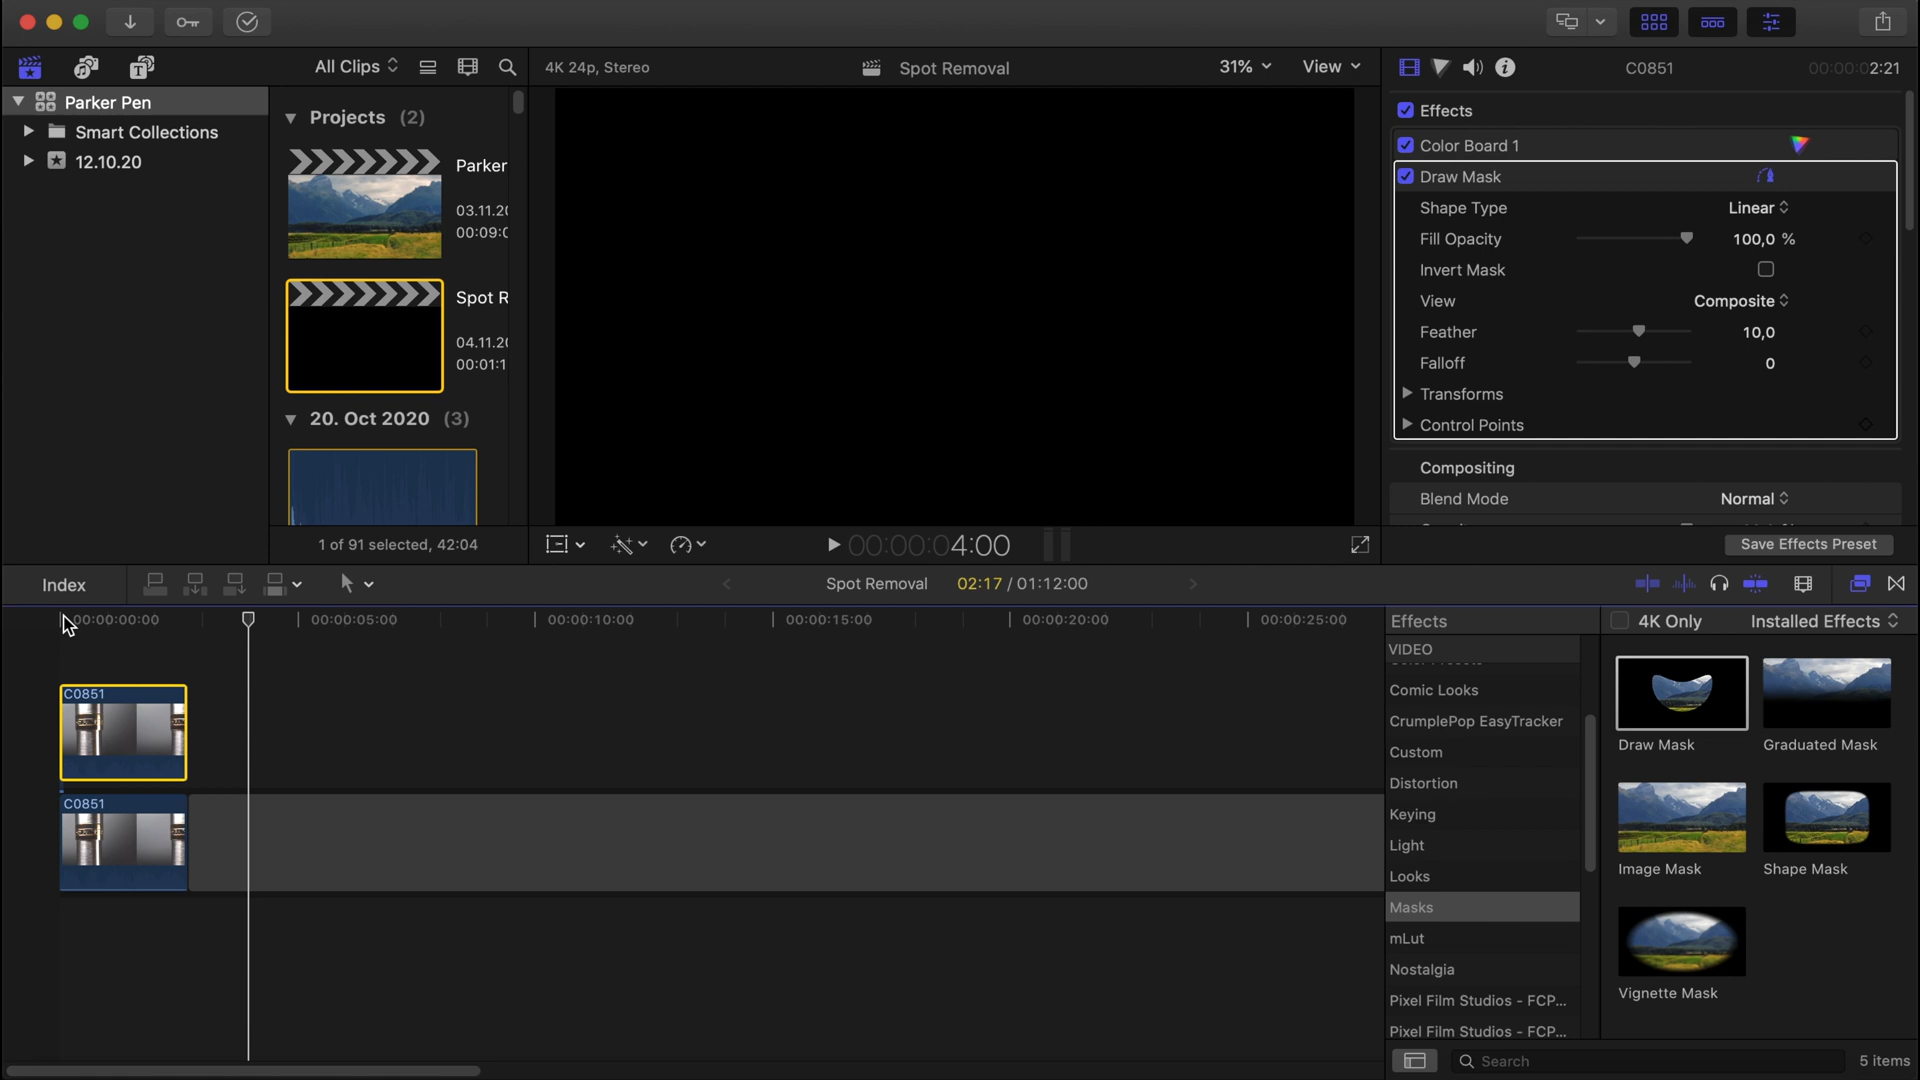 All Clips
4K 24p, Stereo
Spot Removal
31%
View
C0851
00:00:02:21
Parker Pen
Smart Collections
12.10.20
Projects (2)
Parker
03.11.20
00:09:0
Spot R
04.11.20
00:01:1
20. Oct 2020 (3)
1 of 91 selected, 42:04
00:00:04:00
Effects
Color Board 1
Draw Mask
Shape Type
Linear
Fill Opacity
100,0 %
Invert Mask
View
Composite
Feather
10,0
Falloff
0
Transforms
Control Points
Compositing
Blend Mode
Normal
Save Effects Preset
Index
Spot Removal
02:17 / 01:12:00
00:00:00:00
00:00:05:00
00:00:10:00
00:00:15:00
00:00:20:00
00:00:25:00
C0851
C0851
Effects
4K Only
Installed Effects
VIDEO
Comic Looks
CrumplePop EasyTracker
Custom
Distortion
Keying
Light
Looks
Masks
mLut
Nostalgia
Pixel Film Studios - FCP...
Pixel Film Studios - FCP...
Draw Mask
Graduated Mask
Image Mask
Shape Mask
Vignette Mask
Search
5 items